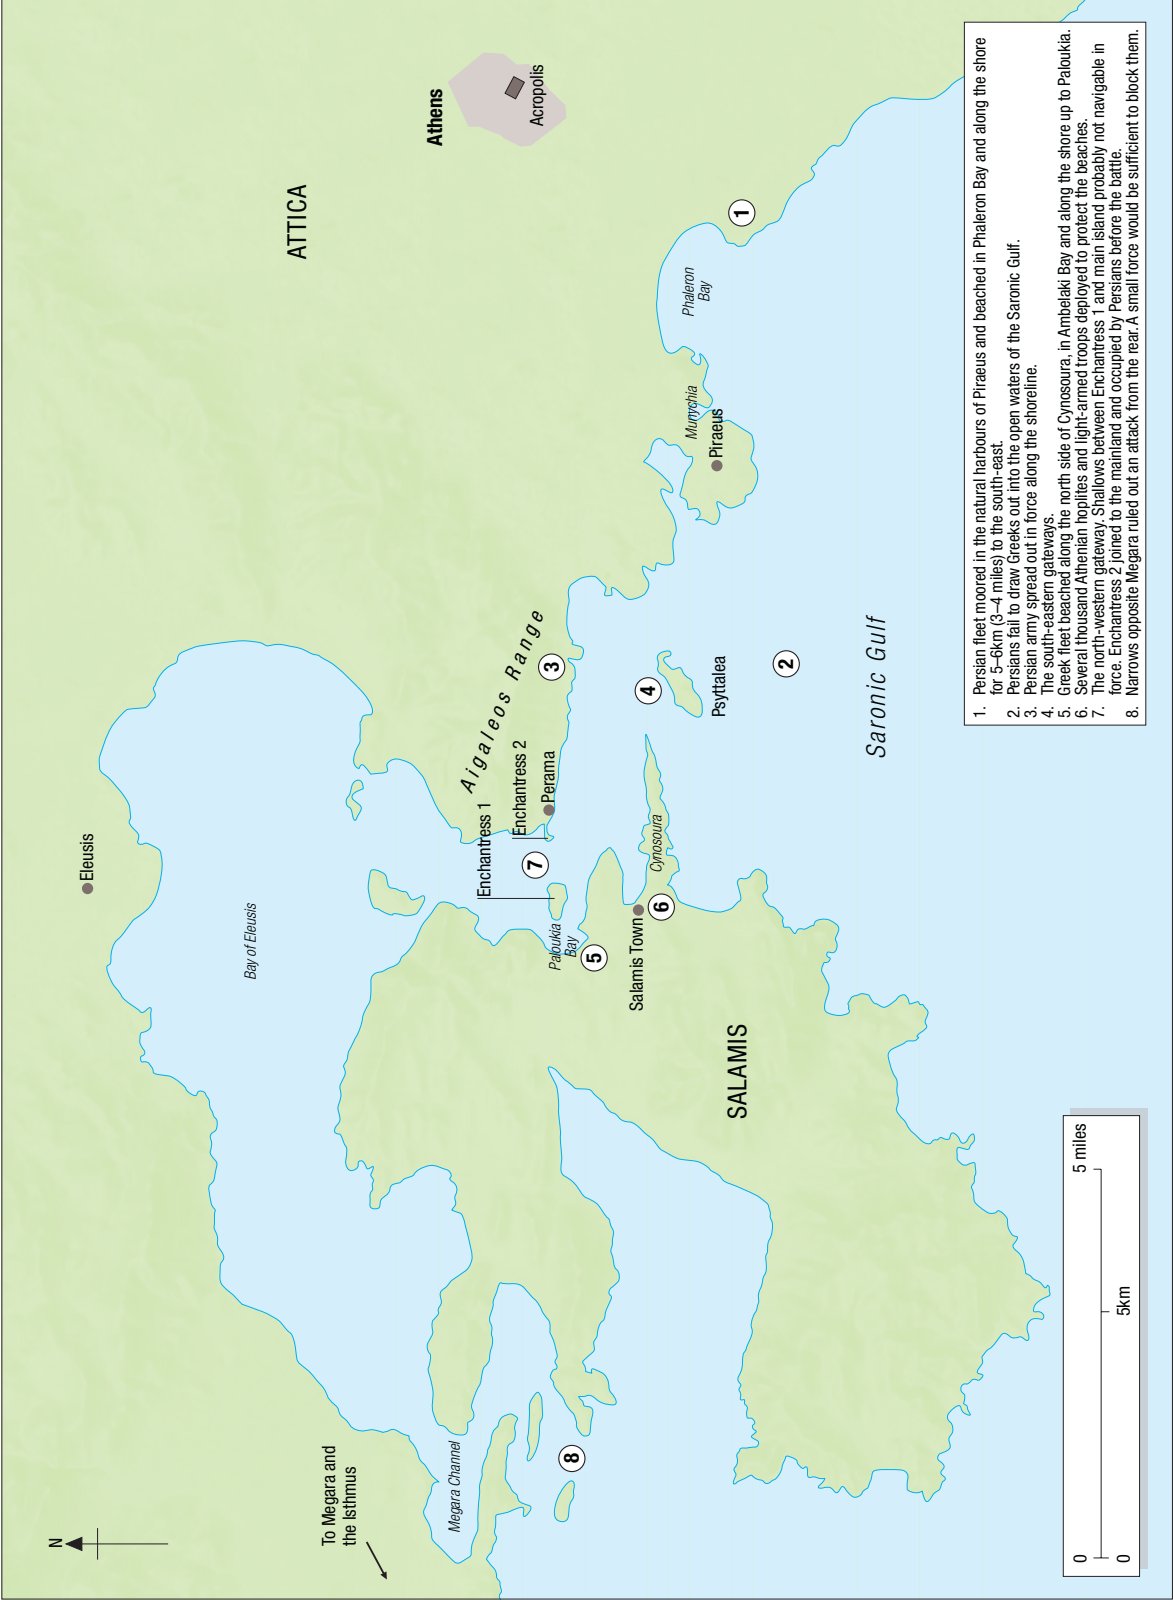 N
To Megara and
the Isthmus
Megara Channel
8
Eleusis
Bay of Eleusis
ATTICA
Athens
Acropolis
Aigaleos Range
Enchantress 1
Enchantress 2
Perama
7
3
Paloukia
Bay
5
Salamis Town
6
Cynosoura
4
Psyttalea
2
SALAMIS
Saronic Gulf
Munychia
Piraeus
Phaleron
Bay
1
0
5 miles
0
5km
1. Persian fleet moored in the natural harbours of Piraeus and beached in Phaleron Bay and along the shore
for 5–6km (3–4 miles) to the south-east.
2. Persians fail to draw Greeks out into the open waters of the Saronic Gulf.
3. Persian army spread out in force along the shoreline.
4. The south-eastern gateways.
5. Greek fleet beached along the north side of Cynosoura, in Ambelaki Bay and along the shore up to Paloukia.
6. Several thousand Athenian hoplites and light-armed troops deployed to protect the beaches.
7. The north-western gateway. Shallows between Enchantress 1 and main island probably not navigable in
force. Enchantress 2 joined to the mainland and occupied by Persians before the battle.
8. Narrows opposite Megara ruled out an attack from the rear. A small force would be sufficient to block them.